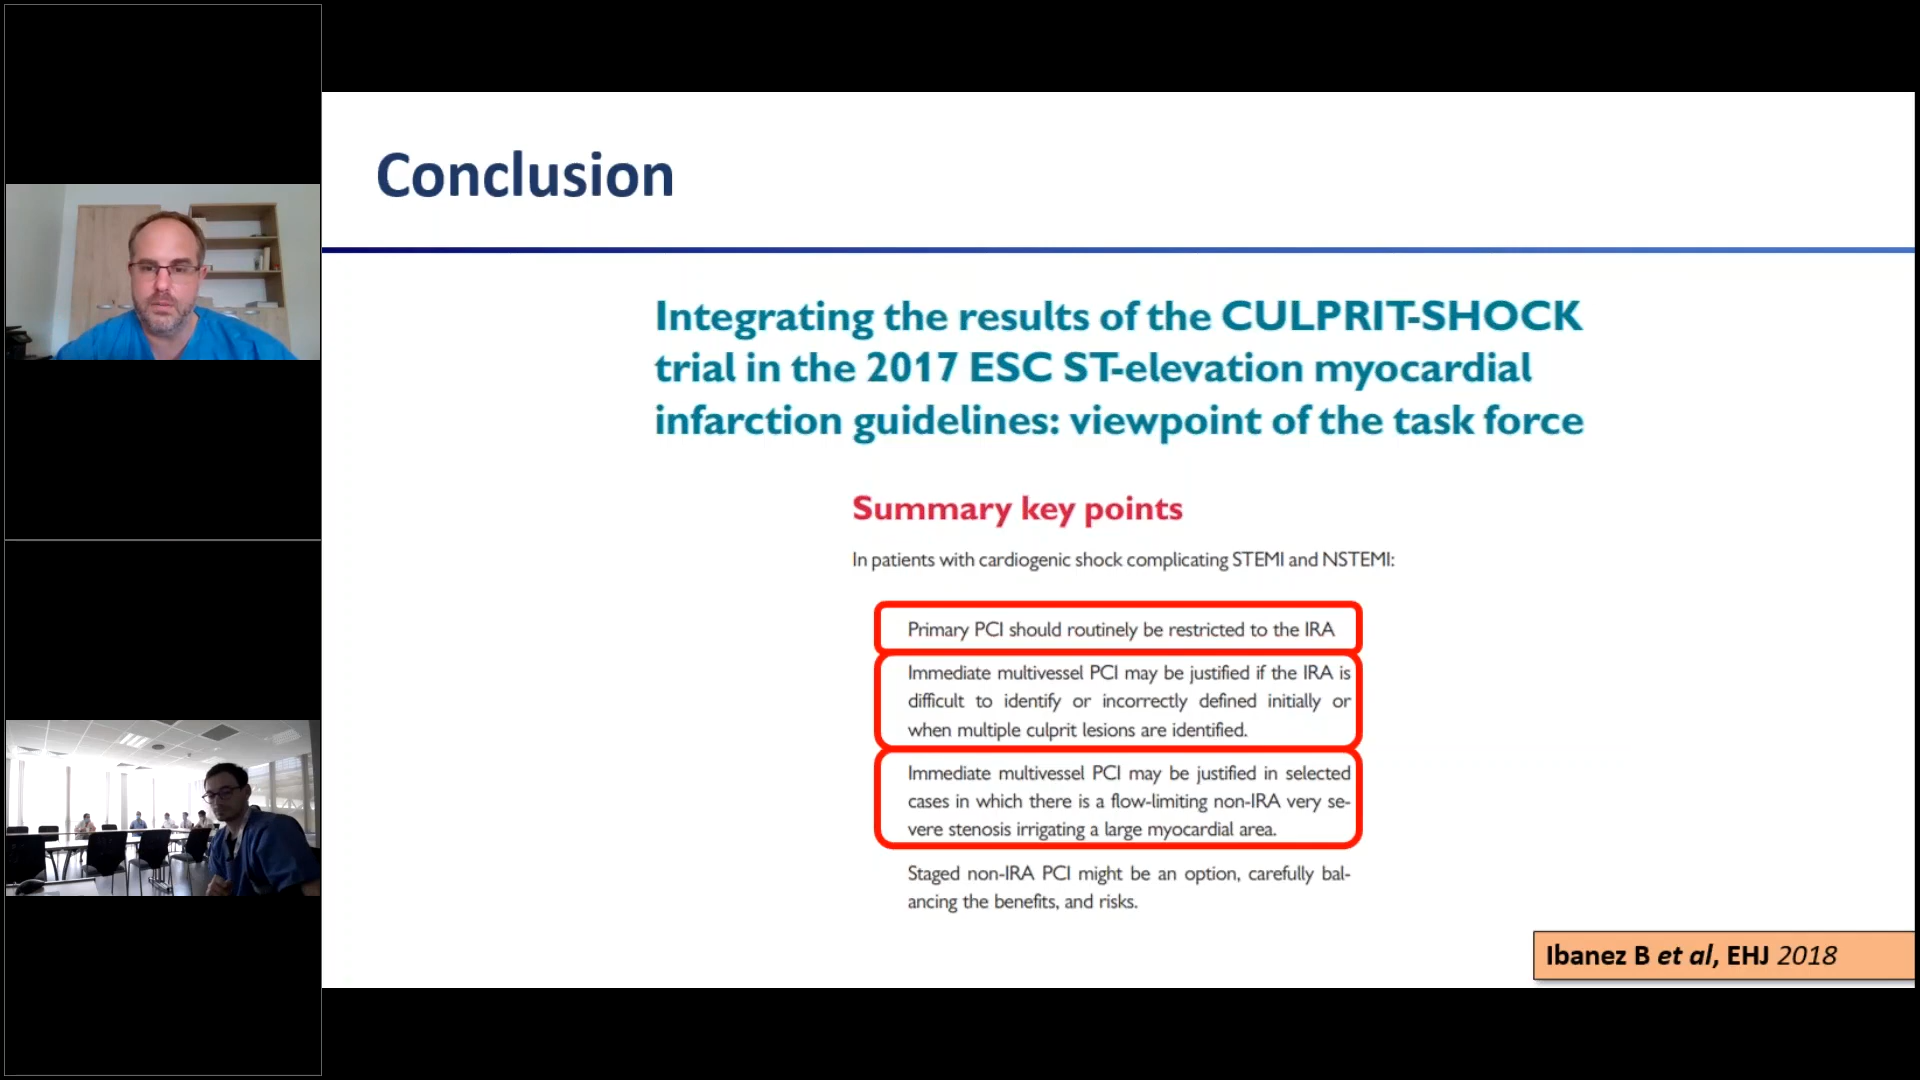 Conclusion
Integrating the results of the CULPRIT-SHOCK
trial in the 2017 ESC ST-elevation myocardial
infarction guidelines: viewpoint of the task force
Summary key points
In patients with cardiogenic shock complicating STEMI and NSTEMI:
Primary PCI should routinely be restricted to the IRA
Immediate multivessel PCI may be justified if the IRA is
difficult to identify or incorrectly defined initially or
when multiple culprit lesions are identified.
Immediate multivessel PCI may be justified in selected
cases in which there is a flow-limiting non-IRA very se-
vere stenosis irrigating a large myocardial area.
Staged non-IRA PCI might be an option, carefully bal-
ancing the benefits, and risks.
Ibanez B et al, EHJ 2018